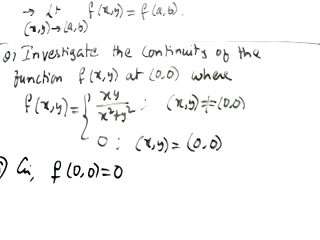 → Lt f(x,y) = f(a,b).
(x,y)→(a,b)
Q) Investigate the continuity of the
function f(x,y) at (0,0) where
f(x,y) = { xy / x²+y² ; (x,y) ≠ (0,0)
0 ; (x,y) = (0,0)
f(0,0)=0